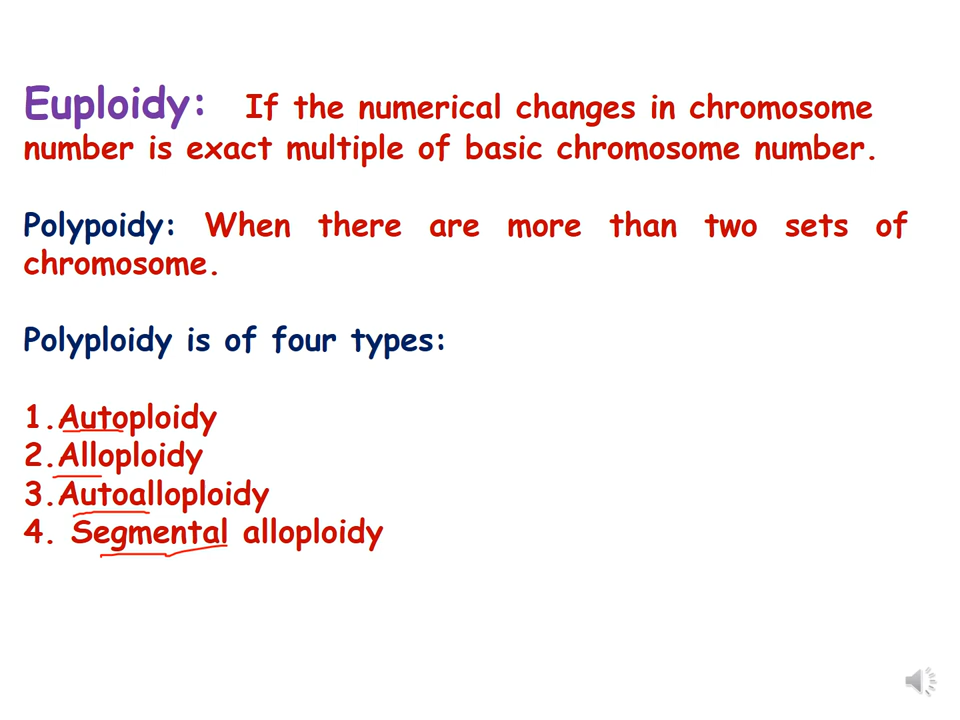 Euploidy: If the numerical changes in chromosome
number is exact multiple of basic chromosome number.
Polypoidy: When there are more than two sets of
chromosome.
Polyploidy is of four types:
1.Autoploidy
2.Alloploidy
3.Autoalloploidy
4. Segmental alloploidy